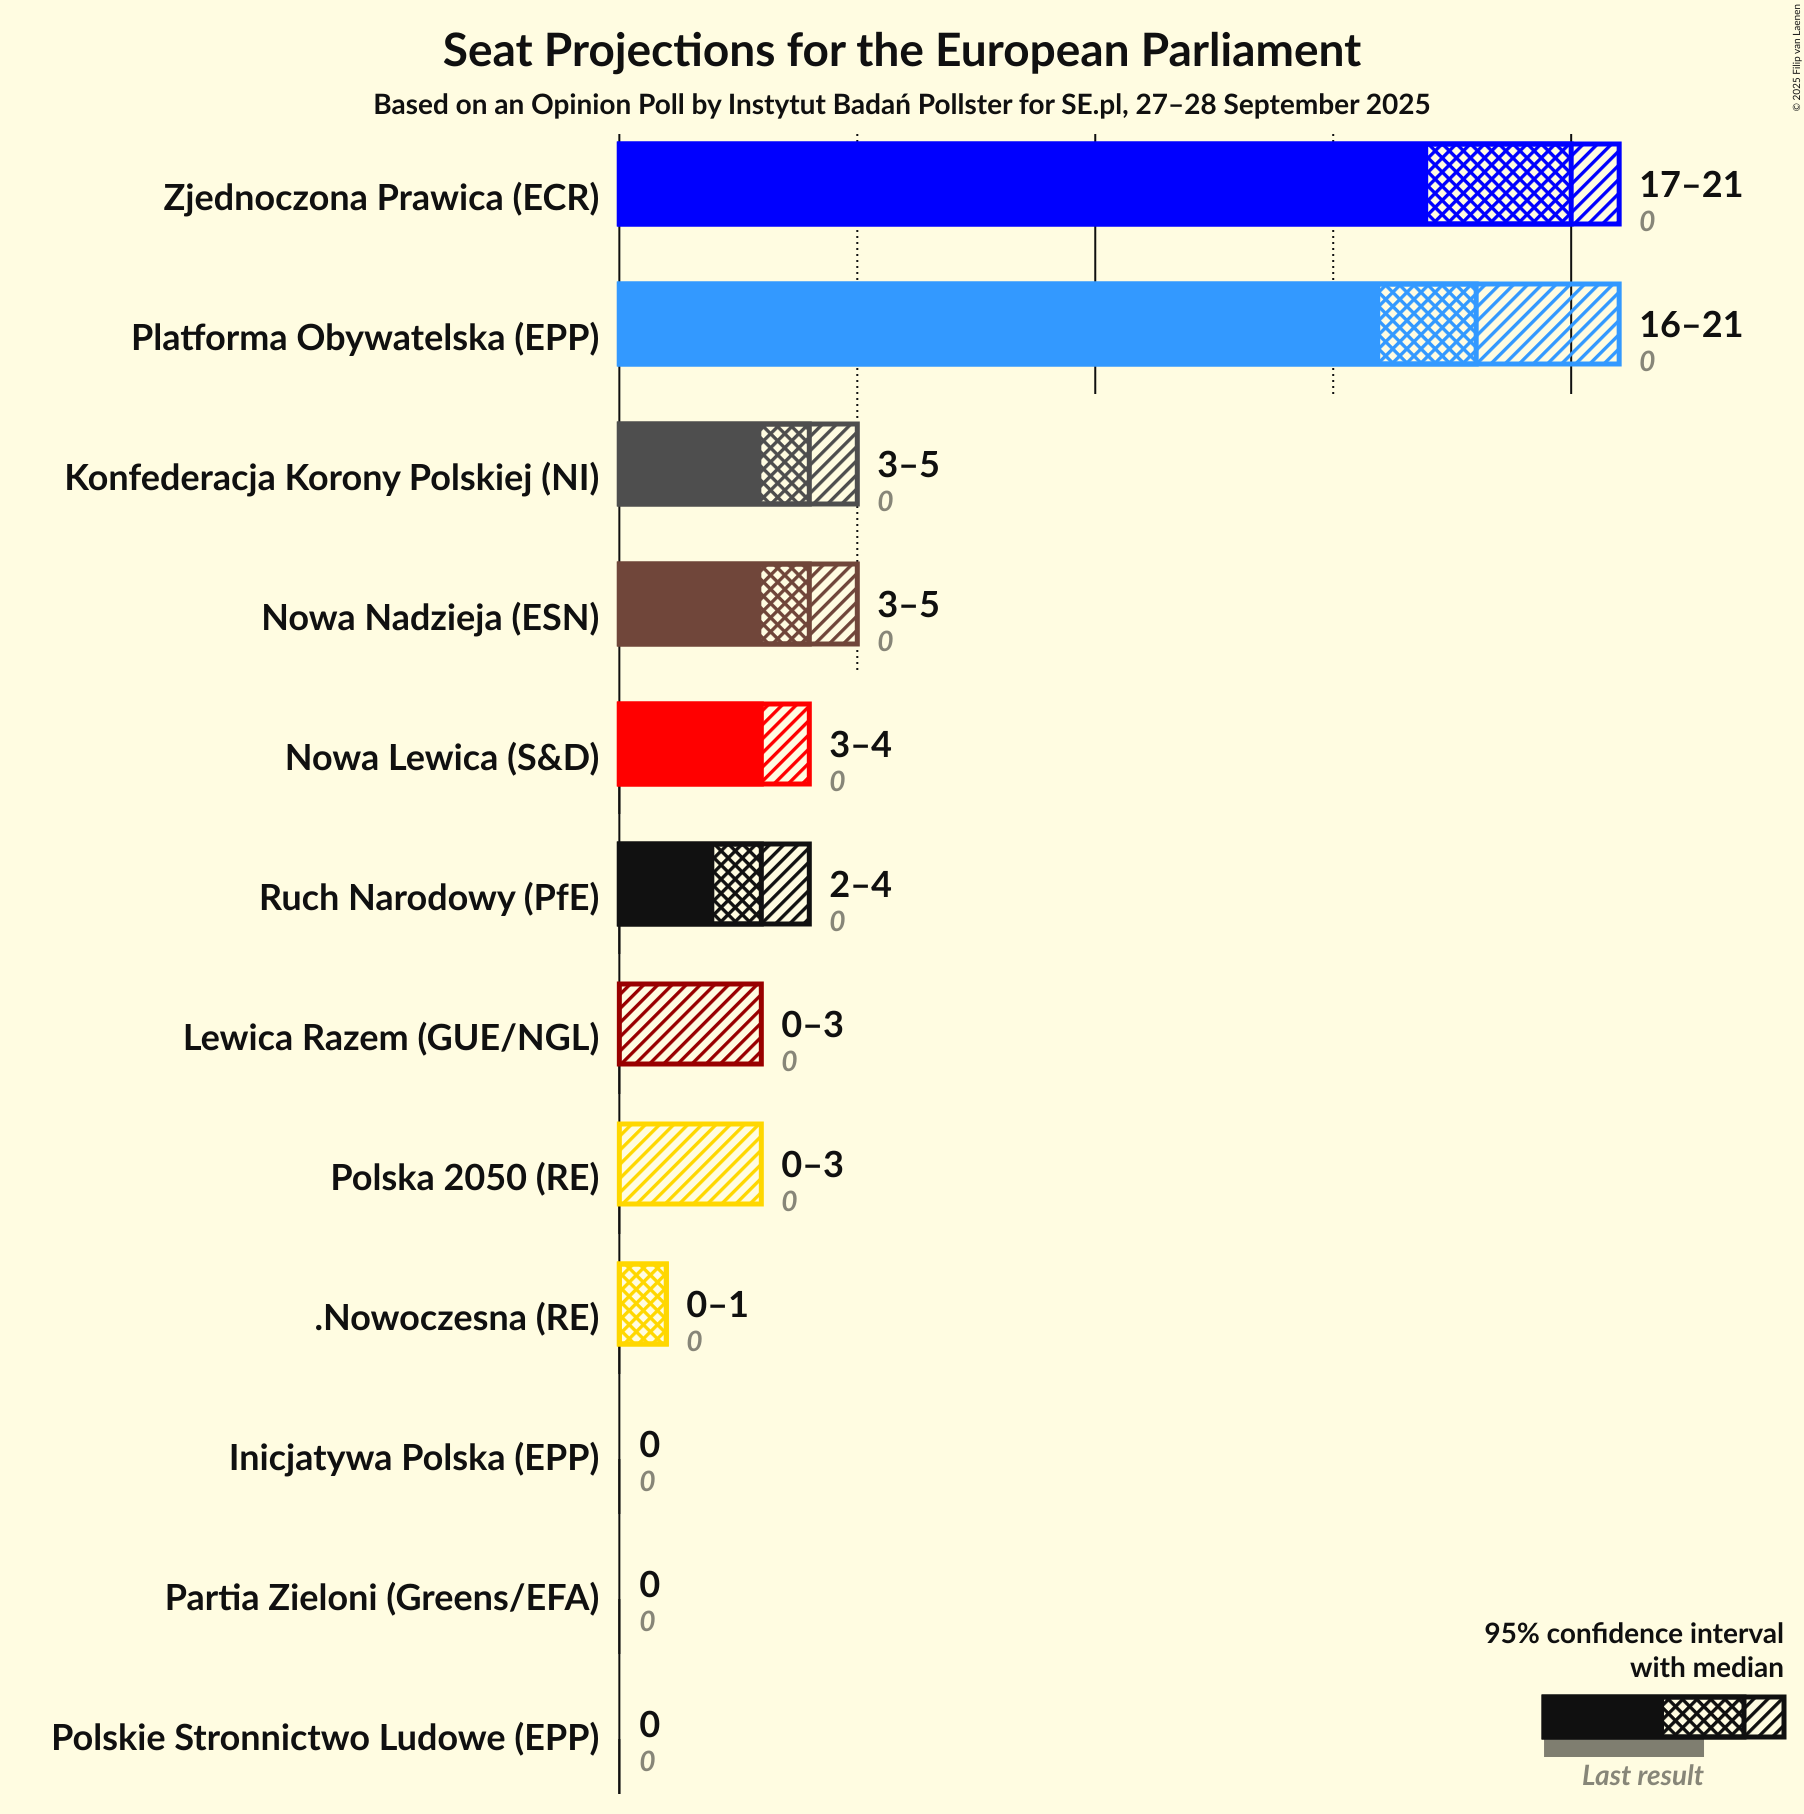 Seat Projections for the European Parliament
Based on an Opinion Poll by Instytut Badań Pollster for SE.pl, 27–28 September 2025
© 2025 Filip van Laenen
Zjednoczona Prawica (ECR)
17–21
0
Platforma Obywatelska (EPP)
16–21
0
Konfederacja Korony Polskiej (NI)
3–5
0
Nowa Nadzieja (ESN)
3–5
0
Nowa Lewica (S&D)
3–4
0
Ruch Narodowy (PfE)
2–4
0
Lewica Razem (GUE/NGL)
0–3
0
Polska 2050 (RE)
0–3
0
.Nowoczesna (RE)
0–1
0
Inicjatywa Polska (EPP)
0
0
Partia Zieloni (Greens/EFA)
0
0
Polskie Stronnictwo Ludowe (EPP)
0
0
95% confidence interval
with median
Last result